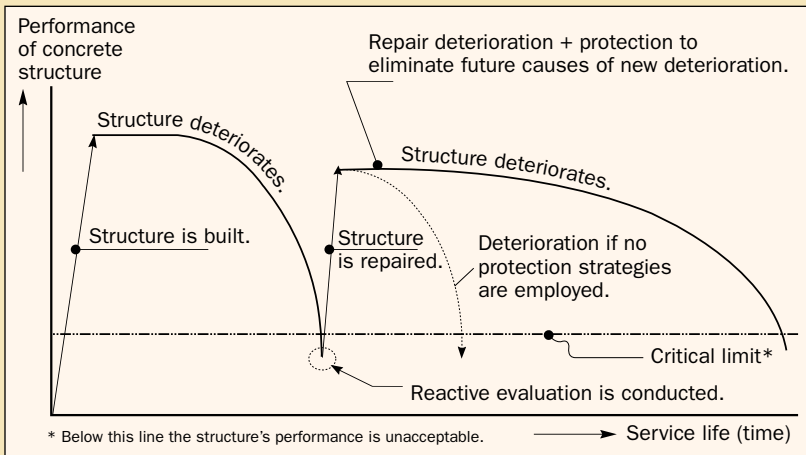 Performance
of concrete
structure
Repair deterioration + protection to
eliminate future causes of new deterioration.
Structure deteriorates.
Structure deteriorates.
Structure is built.
Structure
is repaired.
Deterioration if no
protection strategies
are employed.
Critical limit*
Reactive evaluation is conducted.
* Below this line the structure's performance is unacceptable.
Service life (time)